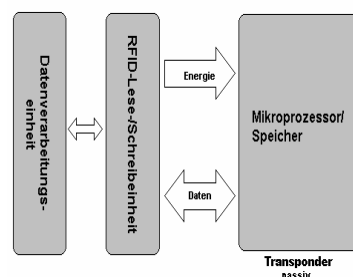 Datenverarbeitungs-
einheit
RFID-Lese-/Schreibeinheit
Energie
Daten
Mikroprozessor/
Speicher
Transponder
passiv